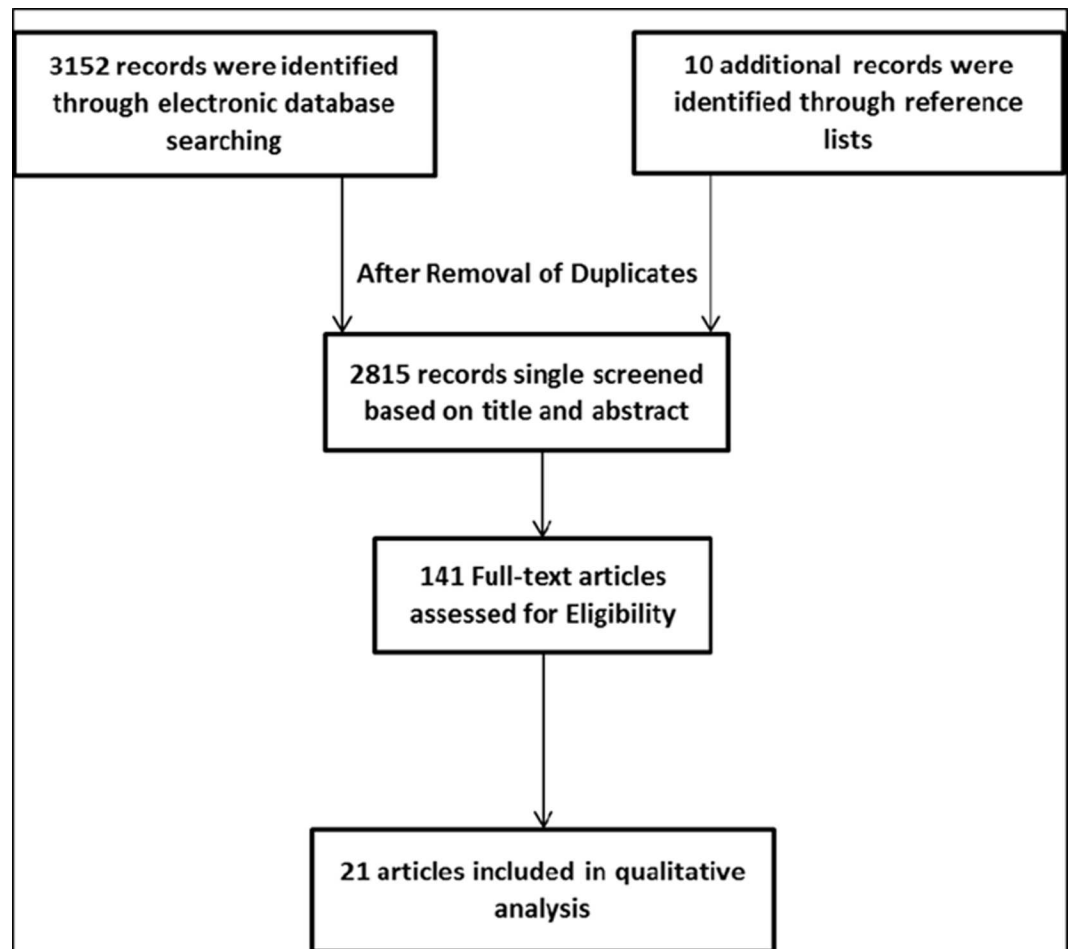 3152 records were identified
through electronic database
searching
10 additional records were
identified through reference
lists
After Removal of Duplicates
2815 records single screened
based on title and abstract
141 Full-text articles
assessed for Eligibility
21 articles included in qualitative
analysis